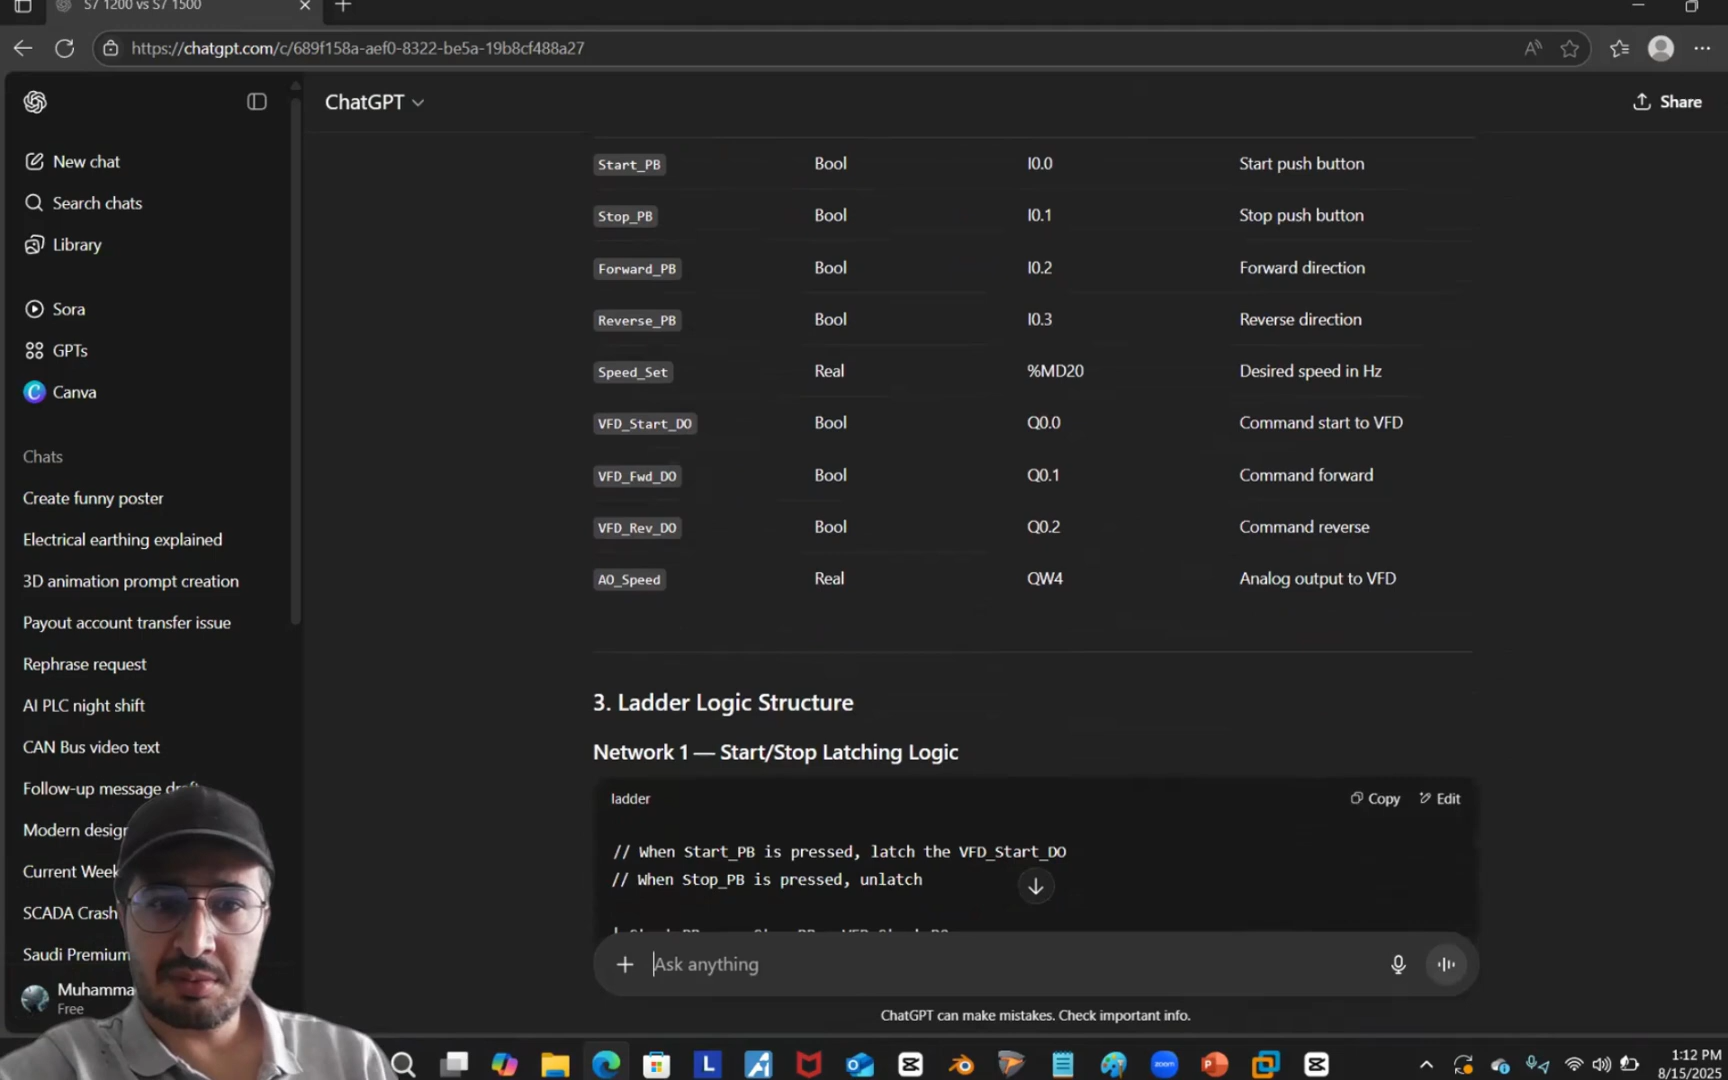 S7 1200 vs S7 1500
https://chatgpt.com/c/689f158a-aef0-8322-be5a-19b8cf488a27
ChatGPT
Share
New chat
Search chats
Library
Sora
GPTs
Canva
Chats
Create funny poster
Electrical earthing explained
3D animation prompt creation
Payout account transfer issue
Rephrase request
AI PLC night shift
CAN Bus video text
Follow-up message draft
Modern design
Current Week
SCADA Crash
Saudi Premium
Muhamma
Free
Start_PB Bool I0.0 Start push button
Stop_PB Bool I0.1 Stop push button
Forward_PB Bool I0.2 Forward direction
Reverse_PB Bool I0.3 Reverse direction
Speed_Set Real %MD20 Desired speed in Hz
VFD_Start_DO Bool Q0.0 Command start to VFD
VFD_Fwd_DO Bool Q0.1 Command forward
VFD_Rev_DO Bool Q0.2 Command reverse
AO_Speed Real QW4 Analog output to VFD
3. Ladder Logic Structure
Network 1 — Start/Stop Latching Logic
ladder
Copy Edit
// When Start_PB is pressed, latch the VFD_Start_DO
// When Stop_PB is pressed, unlatch
Ask anything
ChatGPT can make mistakes. Check important info.
zoom
1:12 PM
8/15/2025